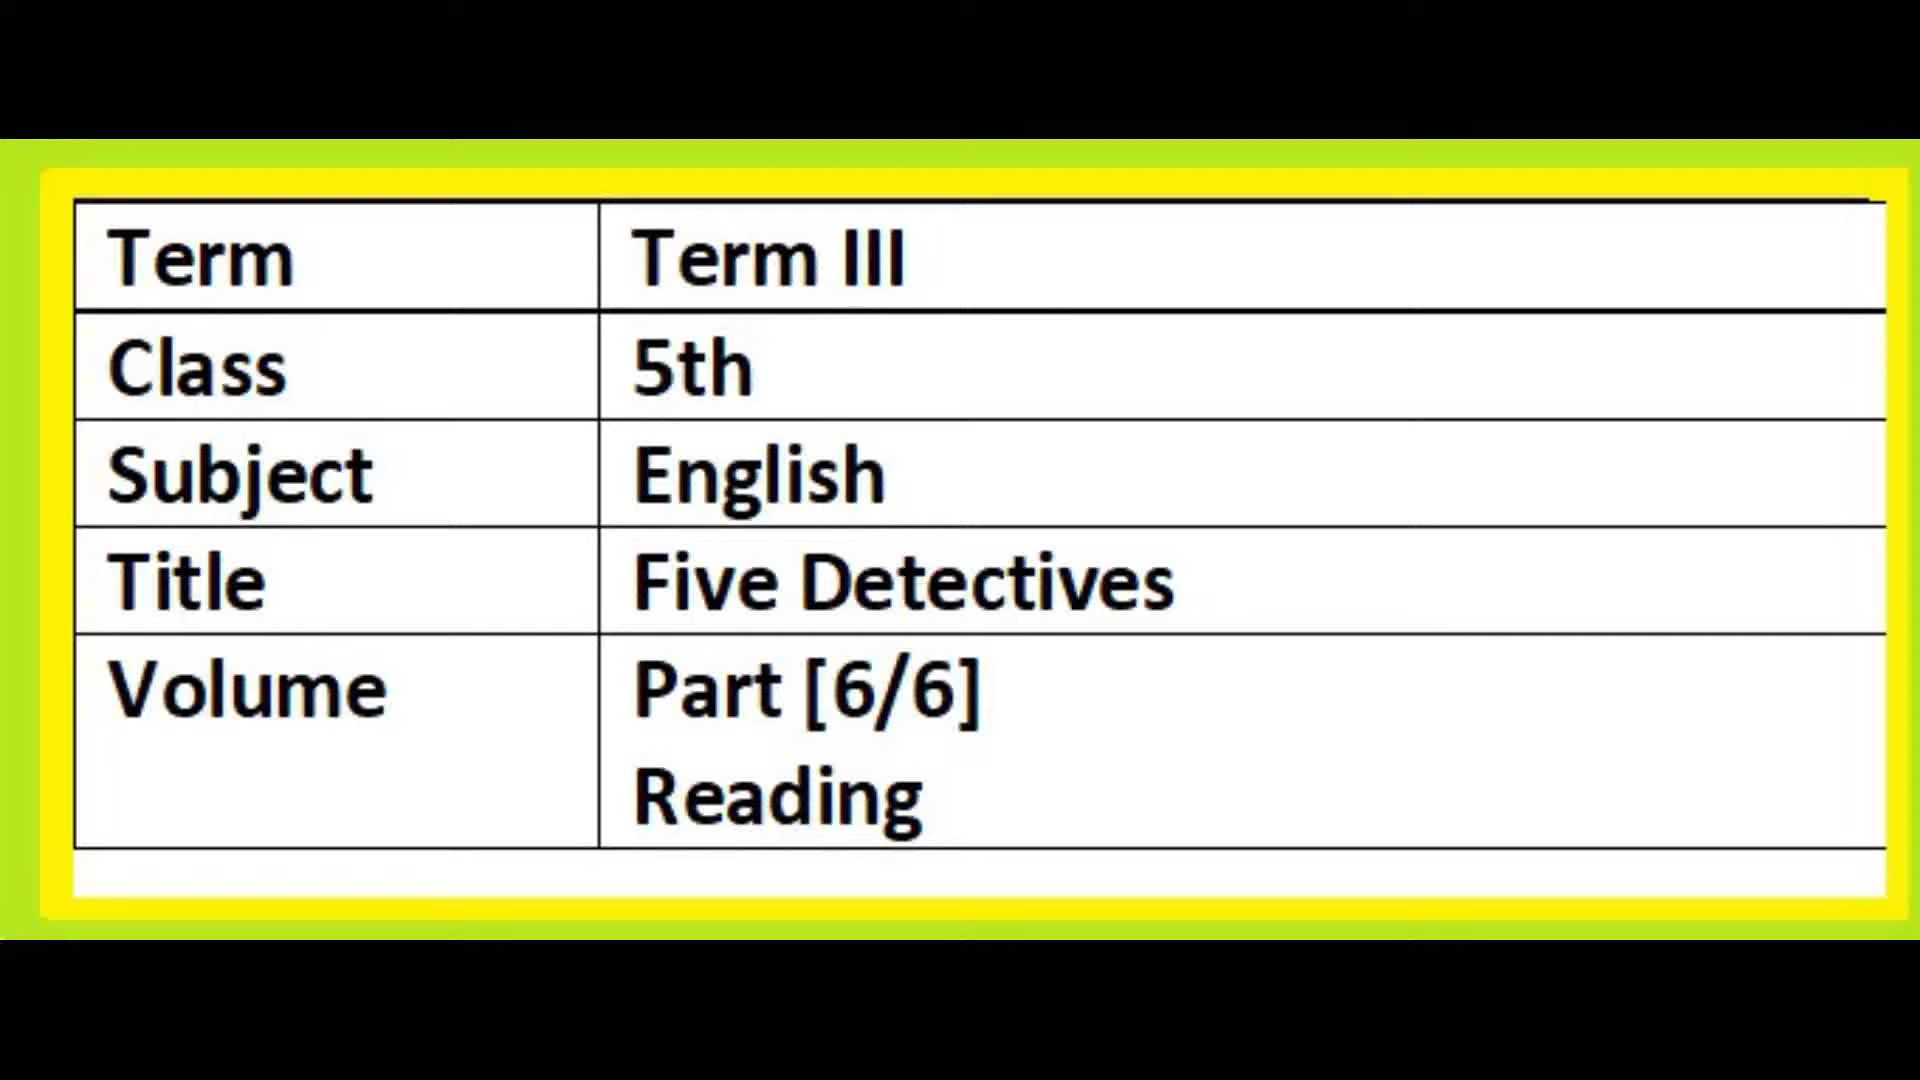 Term Term III
Class 5th
Subject English
Title Five Detectives
Volume Part [6/6]
Reading